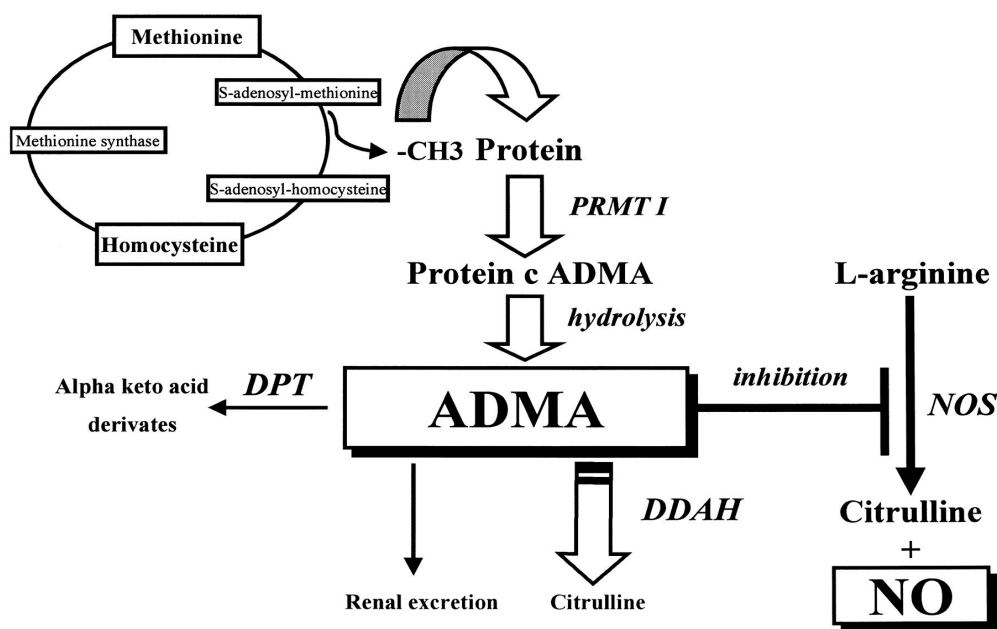 Methionine
S-adenosyl-methionine
Methionine synthase
-CH3 Protein
S-adenosyl-homocysteine
PRMT I
Homocysteine
Protein c ADMA
L-arginine
hydrolysis
Alpha keto acid
derivates
DPT
ADMA
inhibition
NOS
DDAH
Citrulline
+
NO
Renal excretion
Citrulline